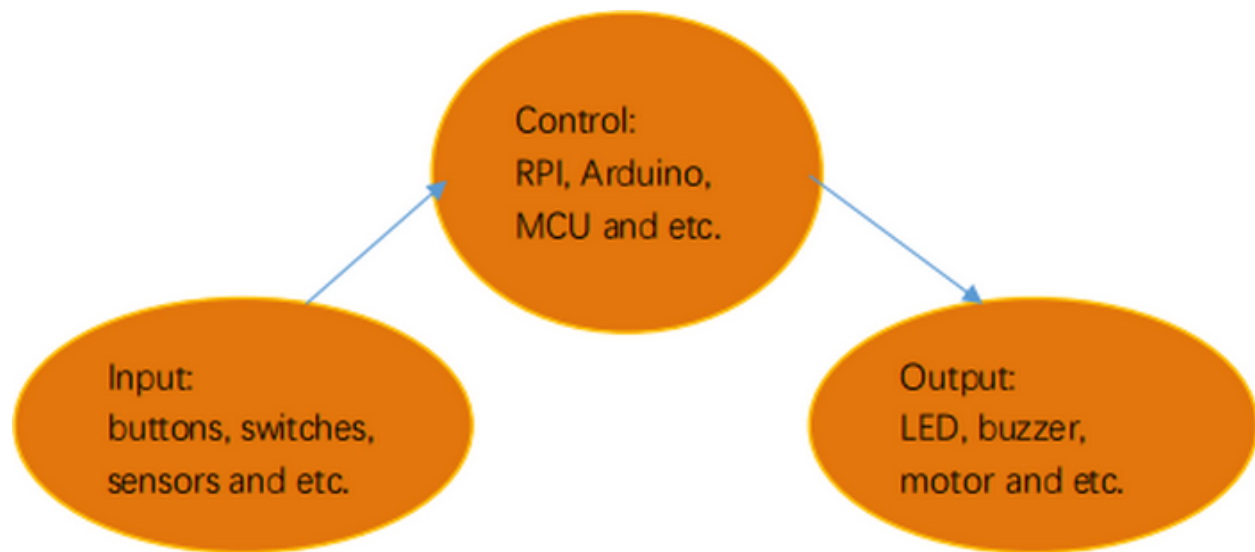 Control:
RPI, Arduino,
MCU and etc.
Input:
buttons, switches,
sensors and etc.
Output:
LED, buzzer,
motor and etc.